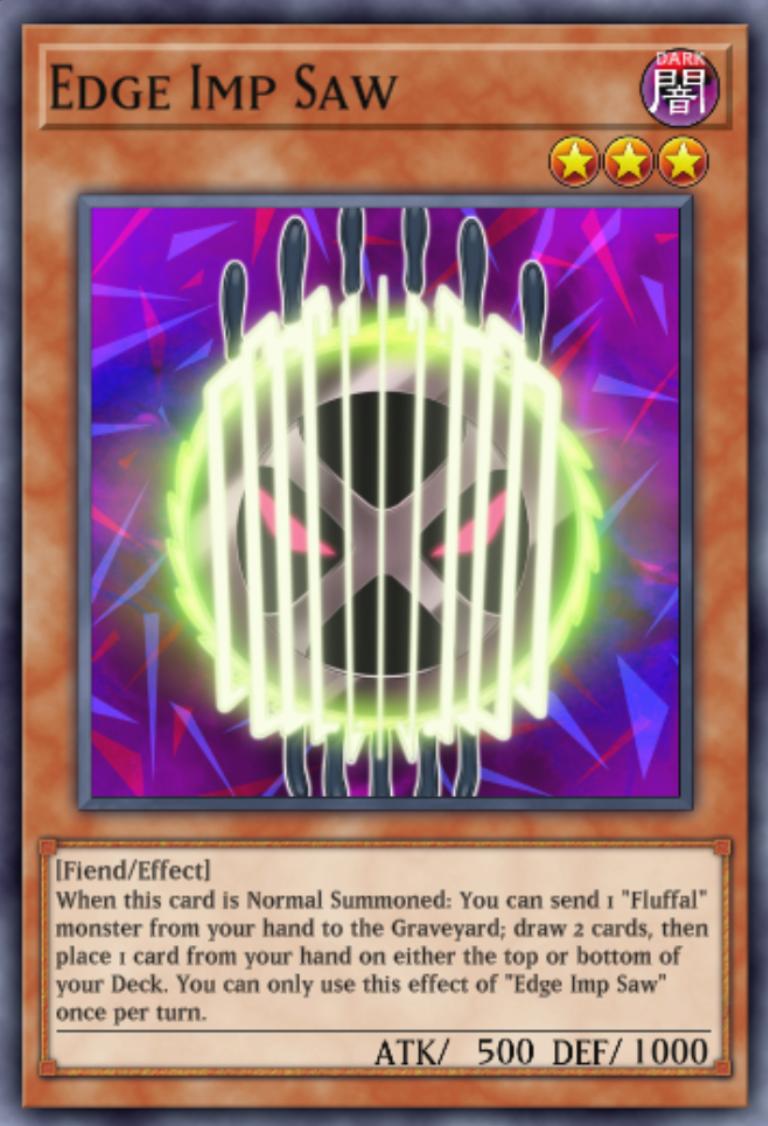 Edge Imp Saw
DARK
闇
[Fiend/Effect]
When this card is Normal Summoned: You can send 1 "Fluffal"
monster from your hand to the Graveyard; draw 2 cards, then
place 1 card from your hand on either the top or bottom of
your Deck. You can only use this effect of "Edge Imp Saw"
once per turn.
ATK/ 500 DEF/ 1000